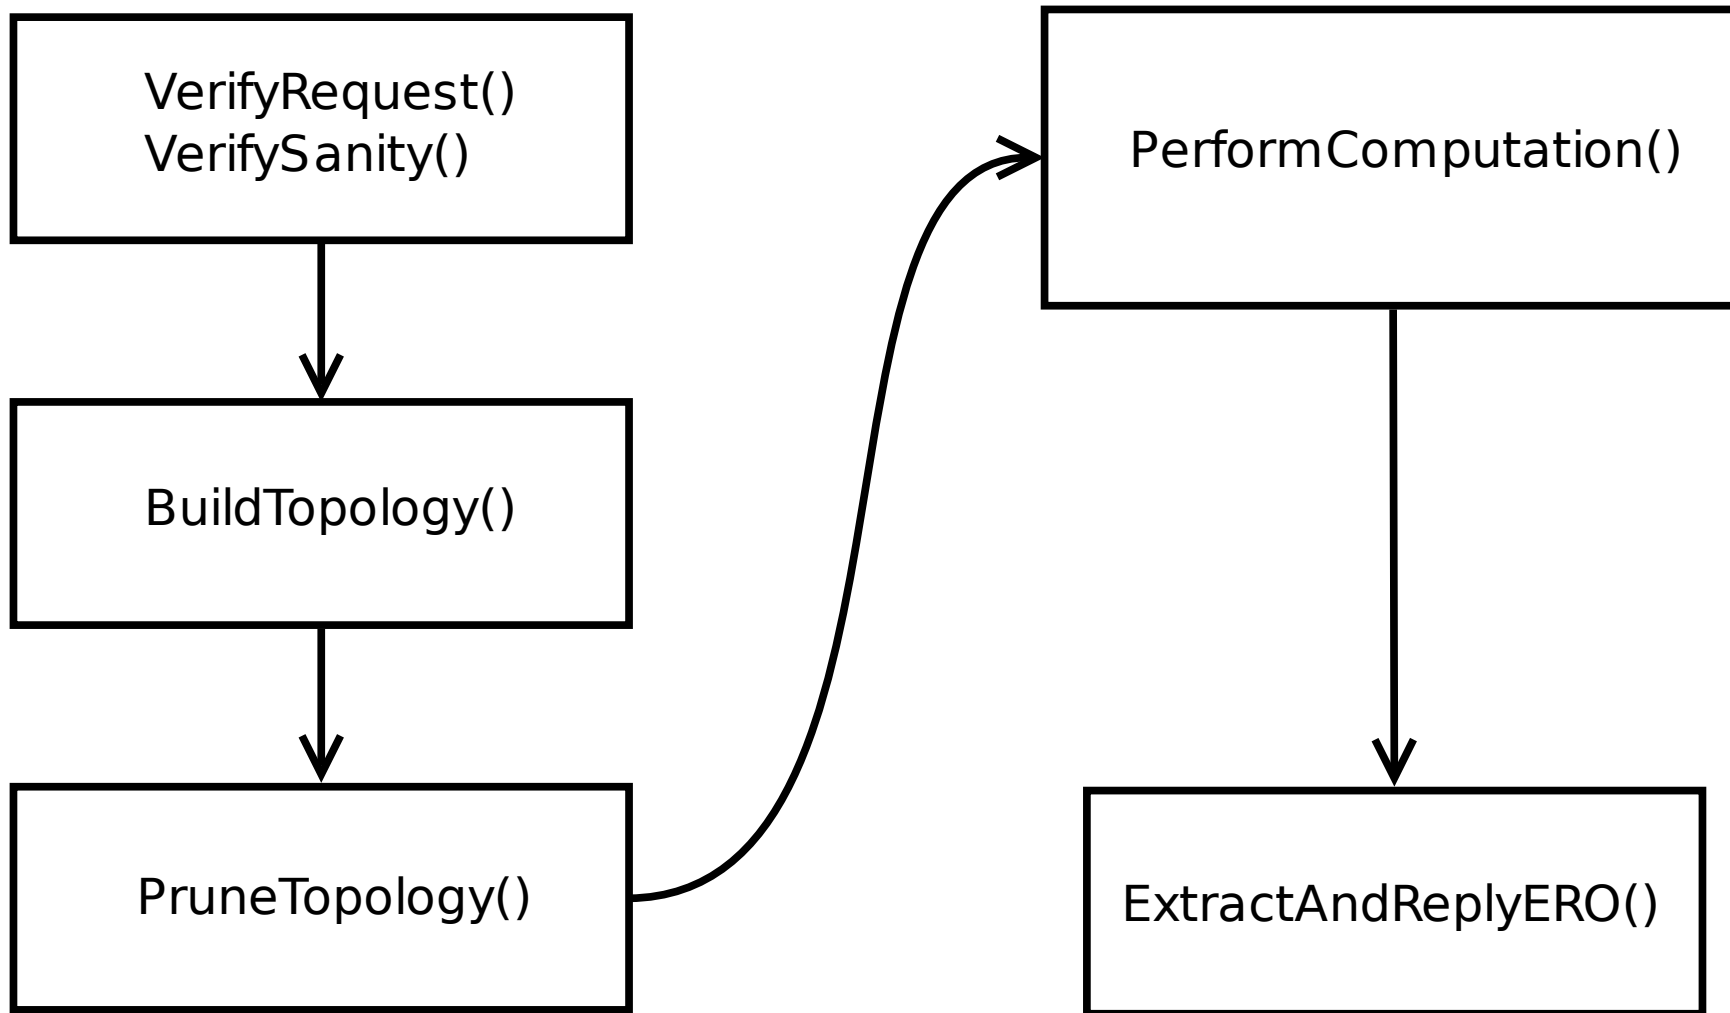 VerifyRequest()
VerifySanity()
BuildTopology()
PruneTopology()
PerformComputation()
ExtractAndReplyERO()